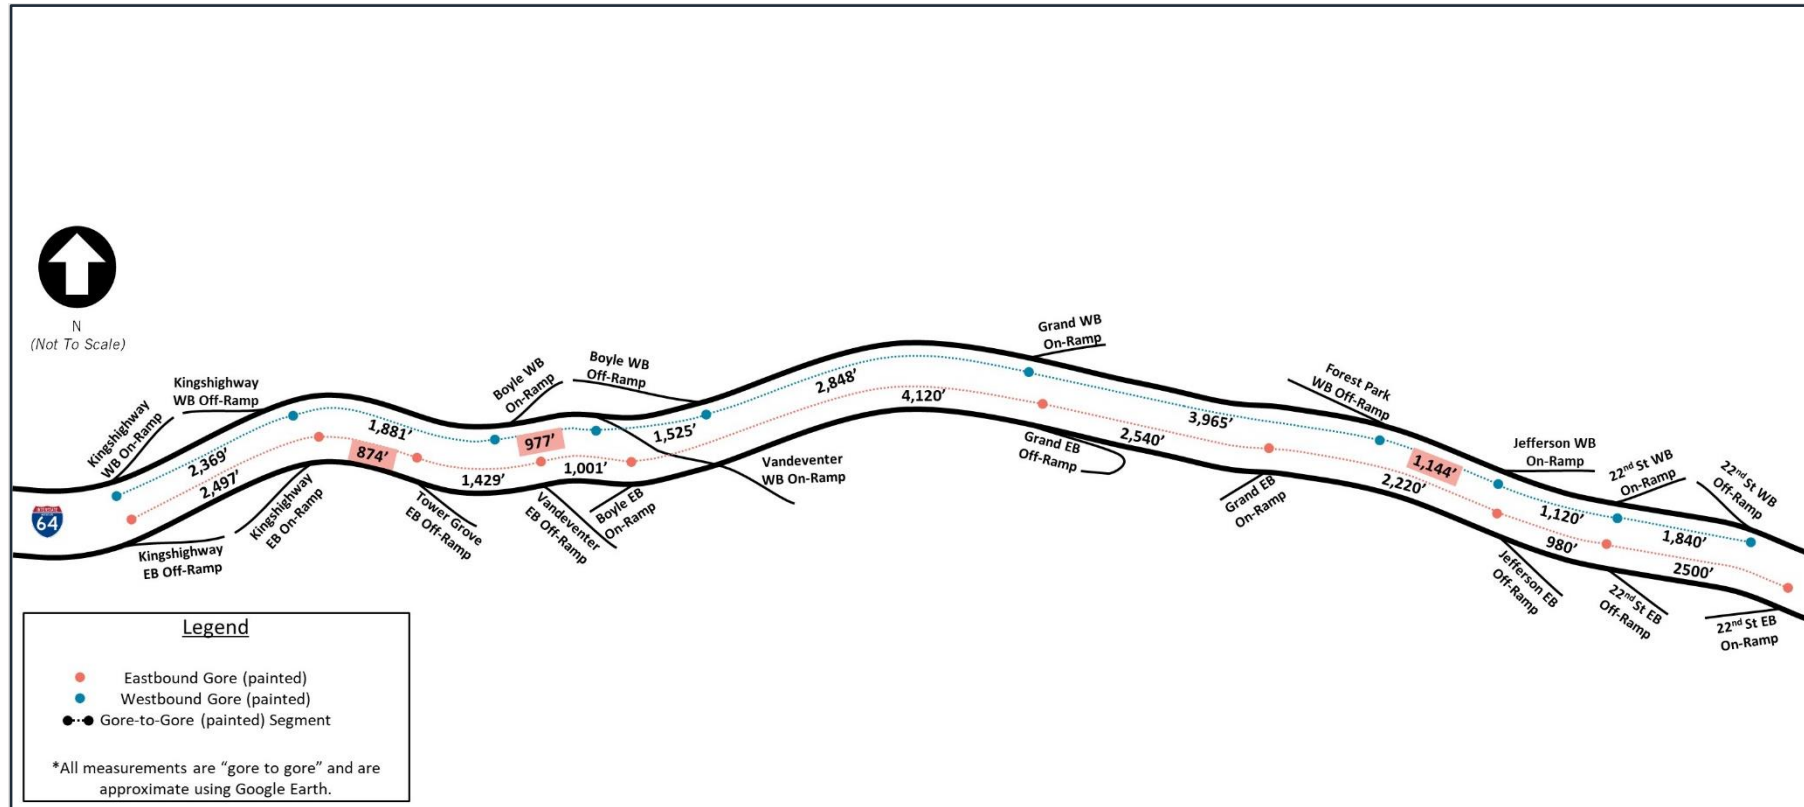 N
(Not To Scale)
Kingshighway
WB On-Ramp
Kingshighway
WB Off-Ramp
Boyle WB
On-Ramp
Boyle WB
Off-Ramp
Vandeventer
WB On-Ramp
Grand WB
On-Ramp
Forest Park
WB Off-Ramp
Jefferson WB
On-Ramp
22nd St WB
On-Ramp
22nd St WB
Off-Ramp
2,369’
1,881’
977’
1,525’
2,848’
3,965’
1,144’
1,120’
1,840’
2,497’
874’
1,429’
1,001’
4,120’
2,540’
2,220’
980’
2500’
64
Kingshighway
EB Off-Ramp
Kingshighway
EB On-Ramp
Tower Grove
EB Off-Ramp
Vandeventer
EB Off-Ramp
Boyle EB
On-Ramp
Grand EB
Off-Ramp
Grand EB
On-Ramp
Jefferson EB
Off-Ramp
22nd St EB
Off-Ramp
22nd St EB
On-Ramp
Legend
Eastbound Gore (painted)
Westbound Gore (painted)
Gore-to-Gore (painted) Segment
*All measurements are “gore to gore” and are
approximate using Google Earth.